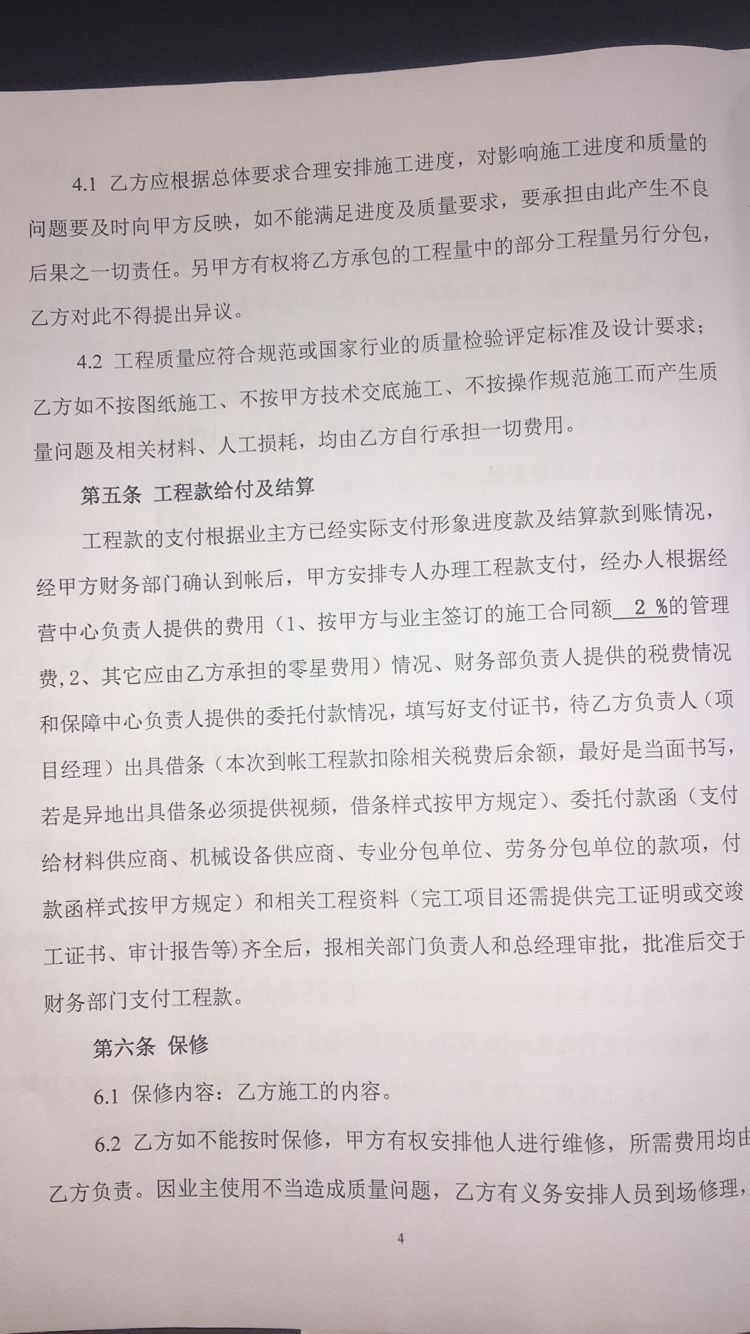 4.1 乙方应根据总体要求合理安排施工进度，对影响施工进度和质量的
问题要及时向甲方反映，如不能满足进度及质量要求，要承担由此产生不良
后果之一切责任。另甲方有权将乙方承包的工程量中的部分工程量另行分包，
乙方对此不得提出异议。
4.2 工程质量应符合规范或国家行业的质量检验评定标准及设计要求；
乙方如不按图纸施工、不按甲方技术交底施工、不按操作规范施工而产生质
量问题及相关材料、人工损耗，均由乙方自行承担一切费用。
第五条 工程款给付及结算
工程款的支付根据业主方已经实际支付形象进度款及结算款到账情况，
经甲方财务部门确认到帐后，甲方安排专人办理工程款支付，经办人根据经
营中心负责人提供的费用（1、按甲方与业主签订的施工合同额 2 %的管理
费,2、其它应由乙方承担的零星费用）情况、财务部负责人提供的税费情况
和保障中心负责人提供的委托付款情况，填写好支付证书，待乙方负责人（项
目经理）出具借条（本次到帐工程款扣除相关税费后余额，最好是当面书写，
若是异地出具借条必须提供视频，借条样式按甲方规定）、委托付款函（支付
给材料供应商、机械设备供应商、专业分包单位、劳务分包单位的款项，付
款函样式按甲方规定）和相关工程资料（完工项目还需提供完工证明或交竣
工证书、审计报告等)齐全后，报相关部门负责人和总经理审批，批准后交于
财务部门支付工程款。
第六条 保修
6.1 保修内容：乙方施工的内容。
6.2 乙方如不能按时保修，甲方有权安排他人进行维修，所需费用均由
乙方负责。因业主使用不当造成质量问题，乙方有义务安排人员到场修理，
4